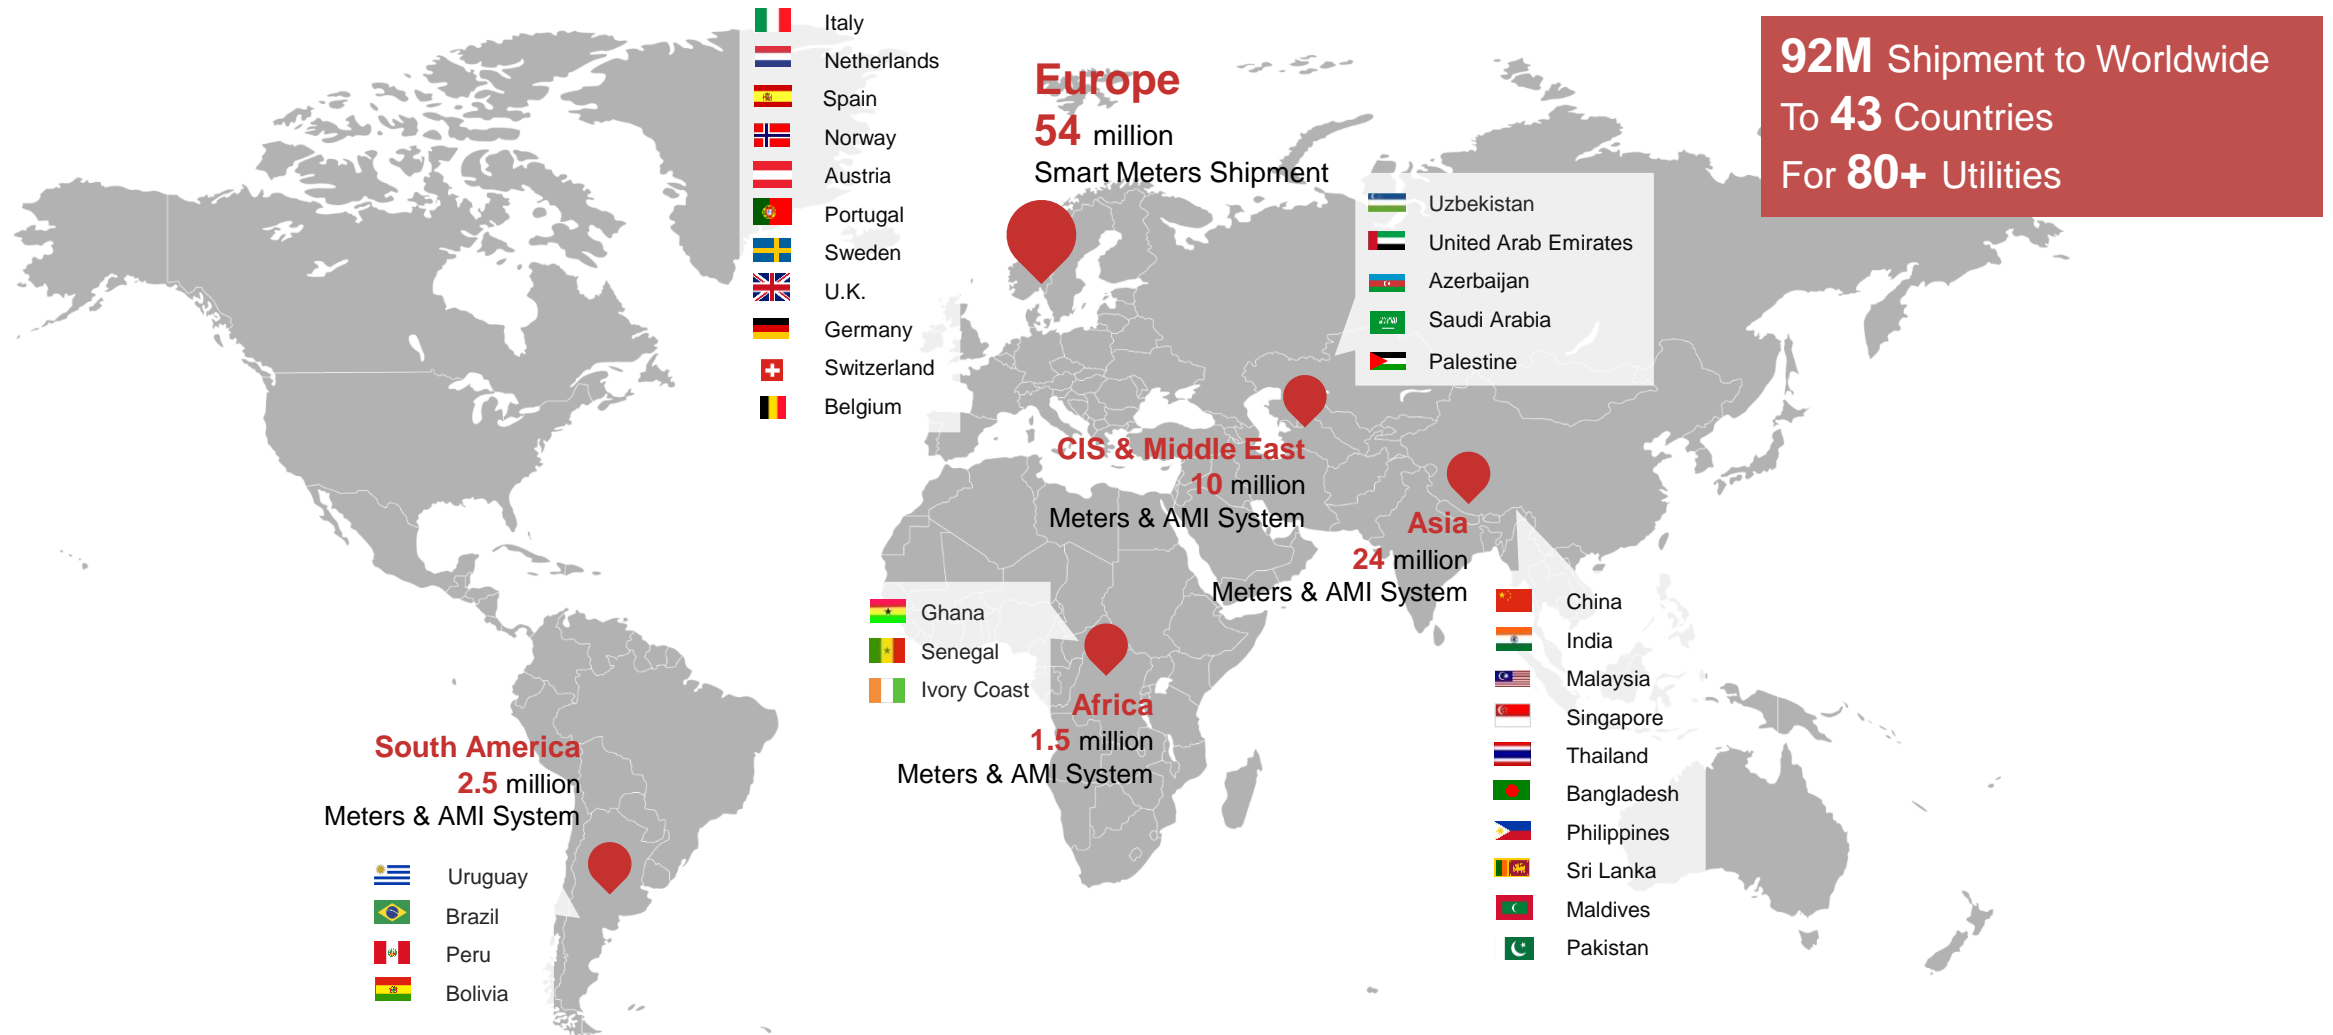 Italy
Netherlands
Spain
Norway
Austria
Portugal
Sweden
U.K.
Germany
Switzerland
Belgium
Europe
54 million
Smart Meters Shipment
92M Shipment to Worldwide
To 43 Countries
For 80+ Utilities
Uzbekistan
United Arab Emirates
Azerbaijan
Saudi Arabia
Palestine
CIS & Middle East
10 million
Meters & AMI System
Asia
24 million
Meters & AMI System
China
India
Malaysia
Singapore
Thailand
Bangladesh
Philippines
Sri Lanka
Maldives
Pakistan
Ghana
Senegal
Ivory Coast
Africa
1.5 million
Meters & AMI System
South America
2.5 million
Meters & AMI System
Uruguay
Brazil
Peru
Bolivia